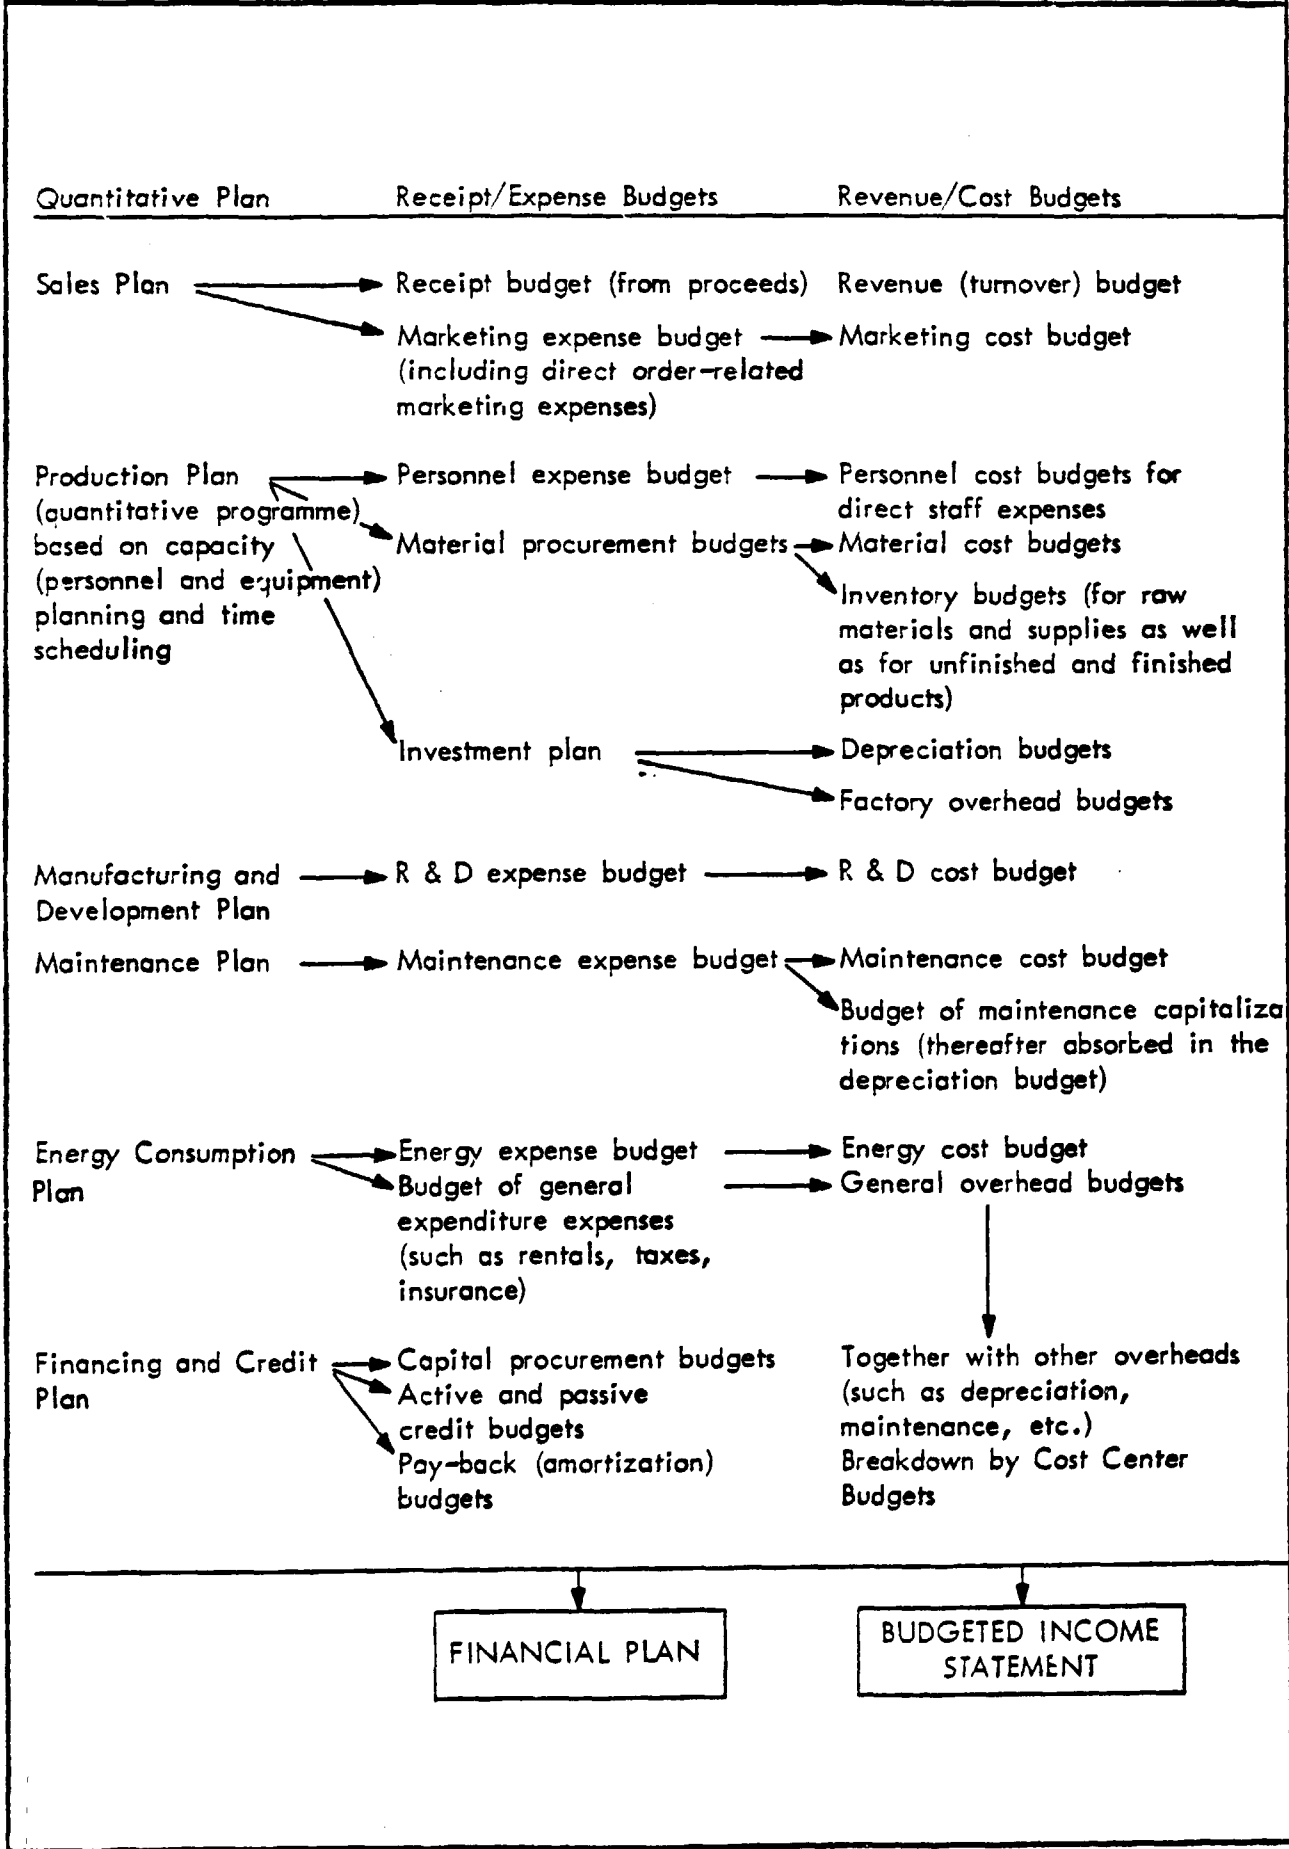 Quantitative Plan Receipt/Expense Budgets Revenue/Cost Budgets
Sales Plan Receipt budget (from proceeds) Revenue (turnover) budget
Marketing expense budget Marketing cost budget
(including direct order-related
marketing expenses)
Production Plan Personnel expense budget Personnel cost budgets for
(quantitative programme) direct staff expenses
based on capacity Material procurement budgets Material cost budgets
(personnel and equipment) Inventory budgets (for raw
planning and time materials and supplies as well
scheduling as for unfinished and finished
products)
Investment plan Depreciation budgets
Factory overhead budgets
Manufacturing and R & D expense budget R & D cost budget
Development Plan
Maintenance Plan Maintenance expense budget Maintenance cost budget
Budget of maintenance capitaliza
tions (thereafter absorbed in the
depreciation budget)
Energy Consumption Energy expense budget Energy cost budget
Plan Budget of general General overhead budgets
expenditure expenses
(such as rentals, taxes,
insurance)
Financing and Credit Capital procurement budgets Together with other overheads
Plan Active and passive (such as depreciation,
credit budgets maintenance, etc.)
Pay-back (amortization) Breakdown by Cost Center
budgets Budgets
FINANCIAL PLAN BUDGETED INCOME
STATEMENT